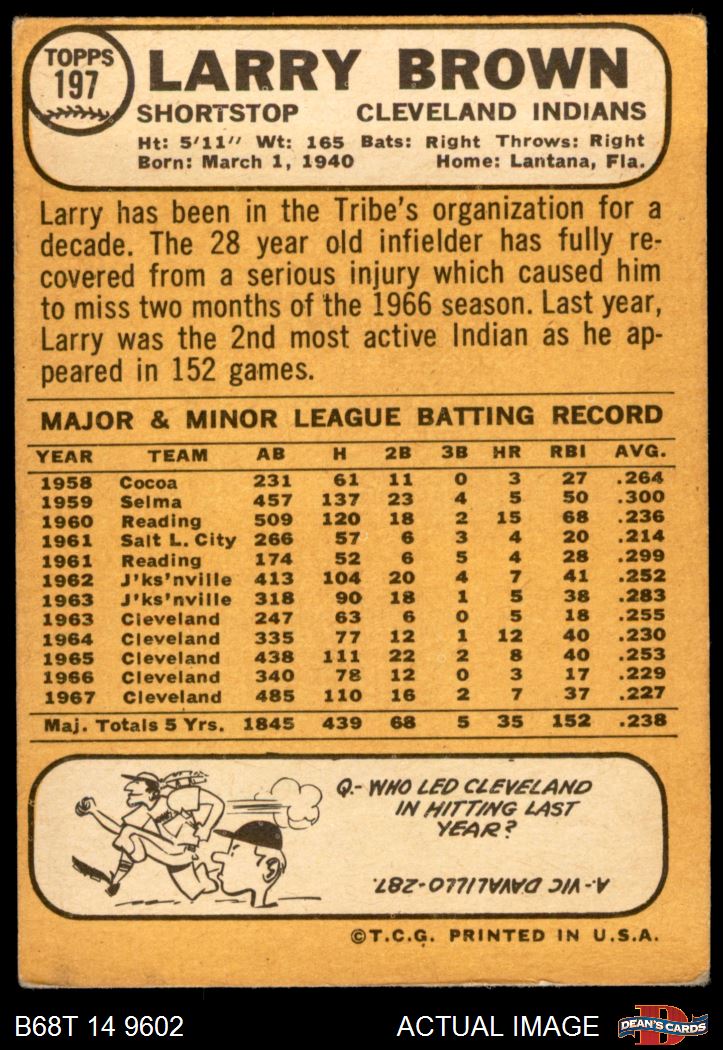 TOPPS
197
LARRY BROWN
SHORTSTOP CLEVELAND INDIANS
Ht: 5'11" Wt: 165 Bats: Right Throws: Right
Born: March 1, 1940 Home: Lantana, Fla.
Larry has been in the Tribe's organization for a
decade. The 28 year old infielder has fully re-
covered from a serious injury which caused him
to miss two months of the 1966 season. Last year,
Larry was the 2nd most active Indian as he ap-
peared in 152 games.
MAJOR & MINOR LEAGUE BATTING RECORD
YEAR TEAM AB H 2B 3B HR RBI AVG.
1958 Cocoa 231 61 11 0 3 27 .264
1959 Selma 457 137 23 4 5 50 .300
1960 Reading 509 120 18 2 15 68 .236
1961 Salt L. City 266 57 6 3 4 20 .214
1961 Reading 174 52 6 5 4 28 .299
1962 J'ks'nville 413 104 20 4 7 41 .252
1963 J'ks'nville 318 90 18 1 5 38 .283
1963 Cleveland 247 63 6 0 5 18 .255
1964 Cleveland 335 77 12 1 12 40 .230
1965 Cleveland 438 111 22 2 8 40 .253
1966 Cleveland 340 78 12 0 3 17 .229
1967 Cleveland 485 110 16 2 7 37 .227
Maj. Totals 5 Yrs. 1845 439 68 5 35 152 .238
Q.- WHO LED CLEVELAND
IN HITTING LAST
YEAR?
A.- VIC DAVALILLO-287.
©T.C.G. PRINTED IN U.S.A.
B68T 14 9602 ACTUAL IMAGE
D
DEAN'S CARDS